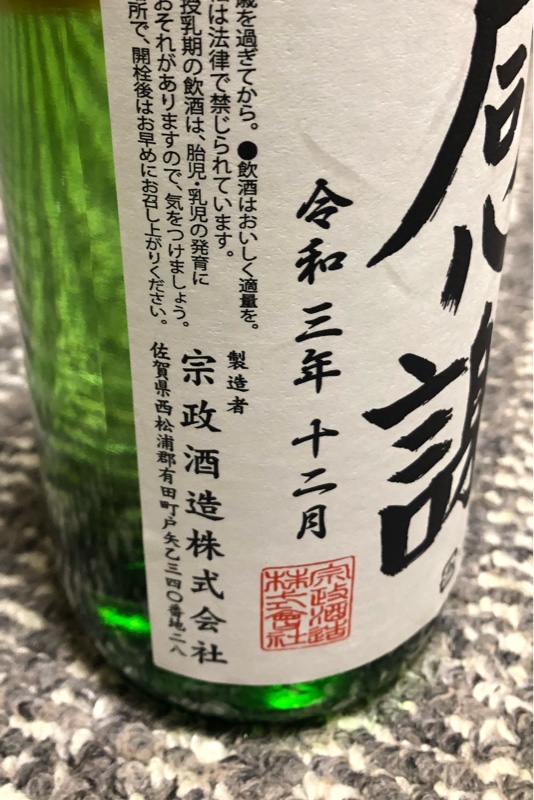 感謝
令和三年 十二月
宗政酒造
株式會社
歳を過ぎてから。●飲酒はおいしく適量を。
は法律で禁じられています。
授乳期の飲酒は、胎児・乳児の発育に
おそれがありますので、気をつけましょう。
所で、開栓後はお早めにお召し上がりください。
製造者
宗政酒造株式会社
佐賀県西松浦郡有田町戸矢乙三四〇番地二八